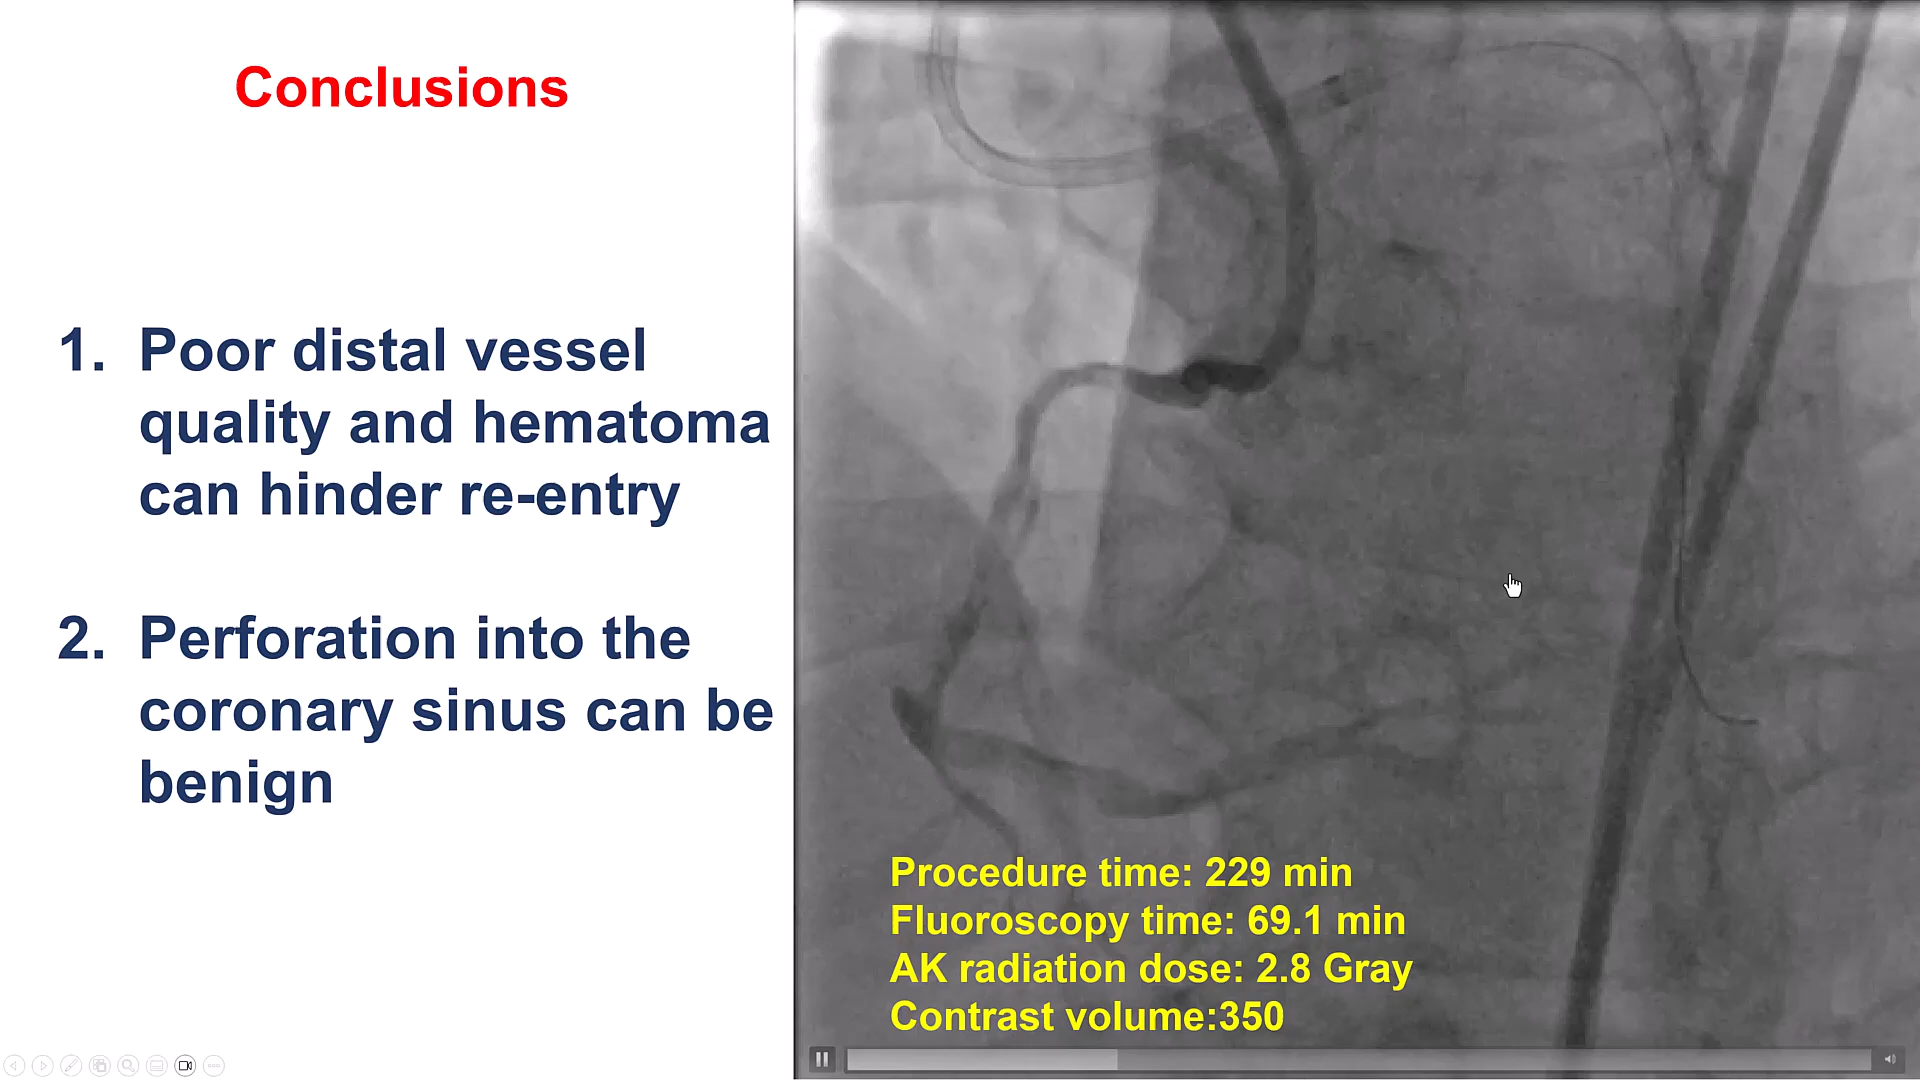 Conclusions
1. Poor distal vessel
quality and hematoma
can hinder re-entry
2. Perforation into the
coronary sinus can be
benign
Procedure time: 229 min
Fluoroscopy time: 69.1 min
AK radiation dose: 2.8 Gray
Contrast volume:350